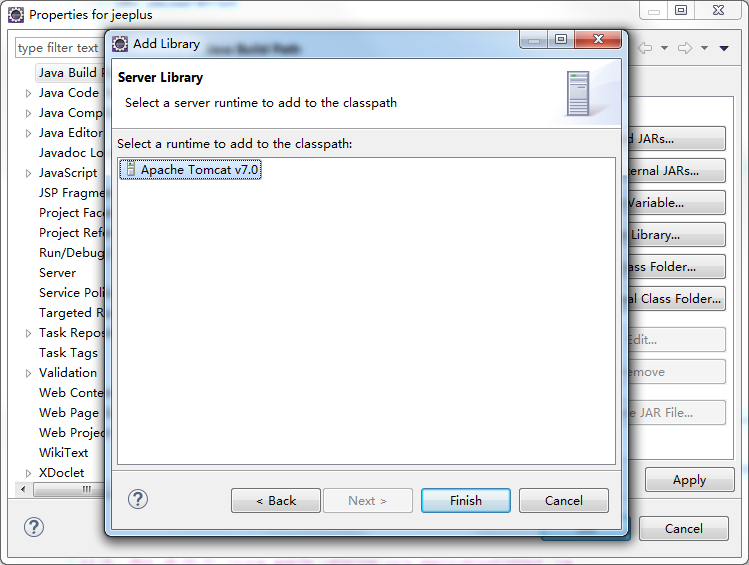 Properties for jeeplus
type filter text
Java Build
Java Code
Java Comp
Java Editor
Javadoc Lo
JavaScript
JSP Fragme
Project Face
Project Refe
Run/Debug
Server
Service Poli
Targeted R
Task Repos
Task Tags
Validation
Web Conte
Web Page
Web Projec
WikiText
XDoclet
Add Library
Server Library
Select a server runtime to add to the classpath
Select a runtime to add to the classpath:
Apache Tomcat v7.0
< Back
Next >
Finish
Cancel
d JARs...
ternal JARs...
Variable...
Library...
ass Folder...
al Class Folder...
Edit...
emove
e JAR File...
Apply
Cancel